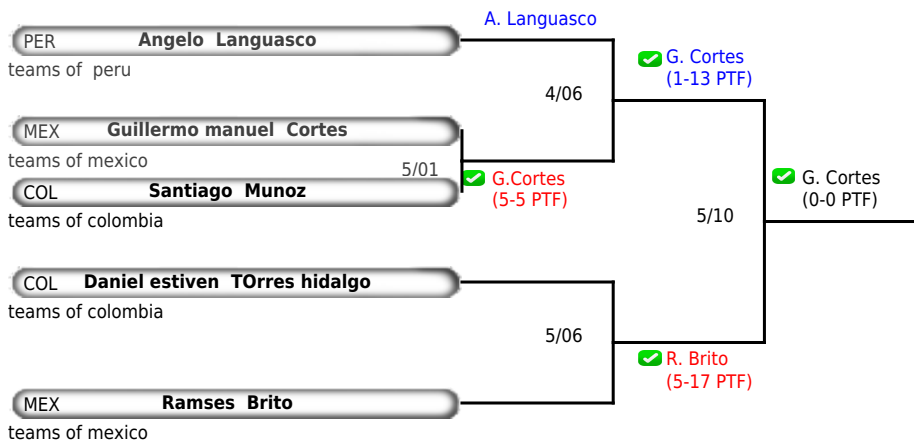 A. Languasco
PER Angelo Languasco
teams of peru
G. Cortes
(1-13 PTF)
4/06
MEX Guillermo manuel Cortes
teams of mexico
5/01
COL Santiago Munoz
teams of colombia
G.Cortes
(5-5 PTF)
G. Cortes
(0-0 PTF)
5/10
COL Daniel estiven TOrres hidalgo
teams of colombia
5/06
R. Brito
(5-17 PTF)
MEX Ramses Brito
teams of mexico